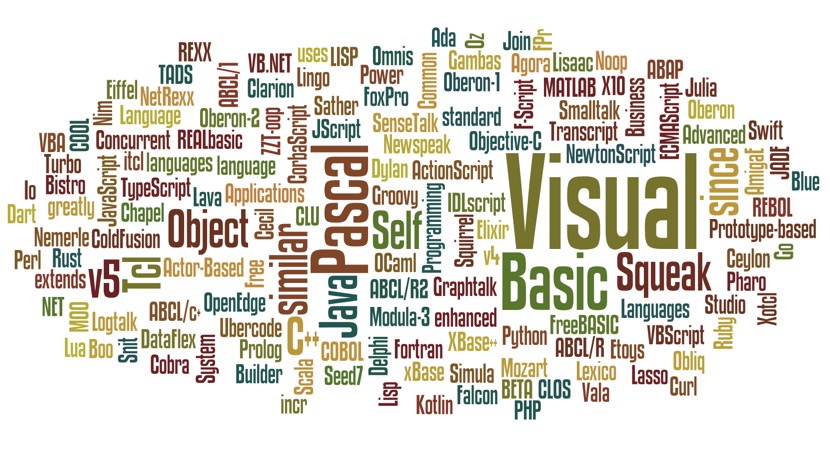 REXX
VB.NET
uses
LISP
Omnis
Ada
Oz
Join
FPr
TADS
ABCL/1
Clarion
Lingo
Power
Common
Gambas
Agora
Lisaac
Noop
Eiffel
NetRexx
Sather
FoxPro
Oberon-1
F-Script
MATLAB
X10
Business
ABAP
Julia
Nim
Language
Oberon-2
ZZT-oop
CorbaScript
JScript
SenseTalk
standard
Smalltalk
ECMAScript
Oberon
VBA
COOL
Concurrent
REALbasic
Newspeak
Objective-C
Transcript
Advanced
Swift
Turbo
itcl
languages
language
Pascal
Dylan
ActionScript
NewtonScript
since
AmigaE
JADE
Io
Bistro
JavaScript
TypeScript
Lava
Applications
Groovy
Programming
IDLscript
Visual
Blue
Dart
greatly
Chapel
Object
Cecil
CLU
Self
Squirrel
Elixir
REBOL
Nemerle
ColdFusion
similar
OCaml
v4
Prototype-based
Perl
Rust
Tcl
Actor-Based
Free
Basic
Squeak
Ceylon
Go
extends
v5
Java
ABCL/R2
Graphtalk
Pharo
NET
MOO
ABCL/c+
OpenEdge
Modula-3
enhanced
Languages
Studio
Xotcl
Logtalk
Ubercode
C++
FreeBASIC
VBScript
Ruby
Lua
Boo
Snit
DataFlex
System
Prolog
COBOL
Delphi
Fortran
XBase++
Python
ABCL/R
Etoys
Cobra
Builder
Scala
Seed7
xBase
Simula
Mozart
Lexico
Lasso
Obliq
incr
Lisp
Kotlin
Falcon
BETA
CLOS
Vala
Curl
PHP